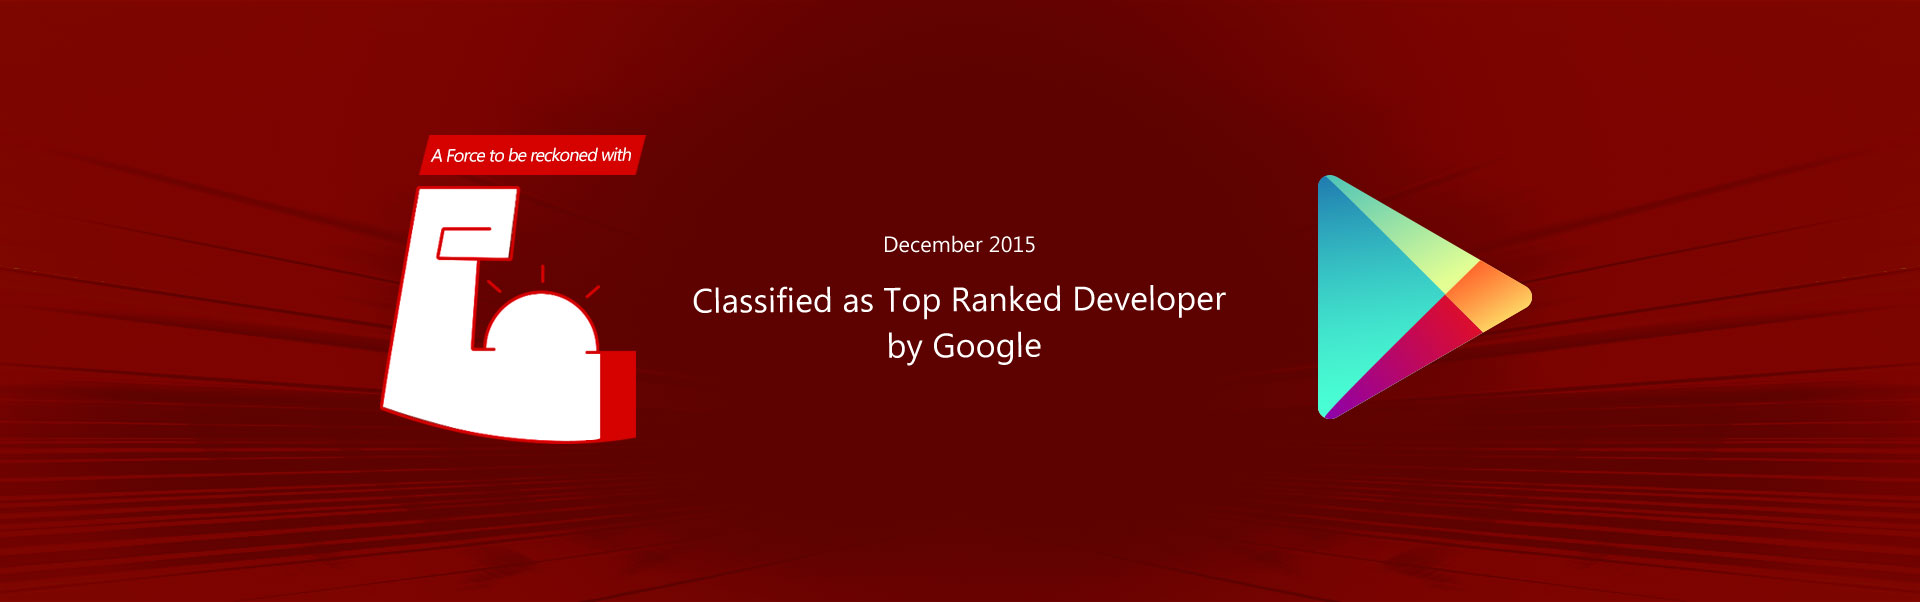 A Force to be reckoned with
December 2015
Classified as Top Ranked Developer
by Google